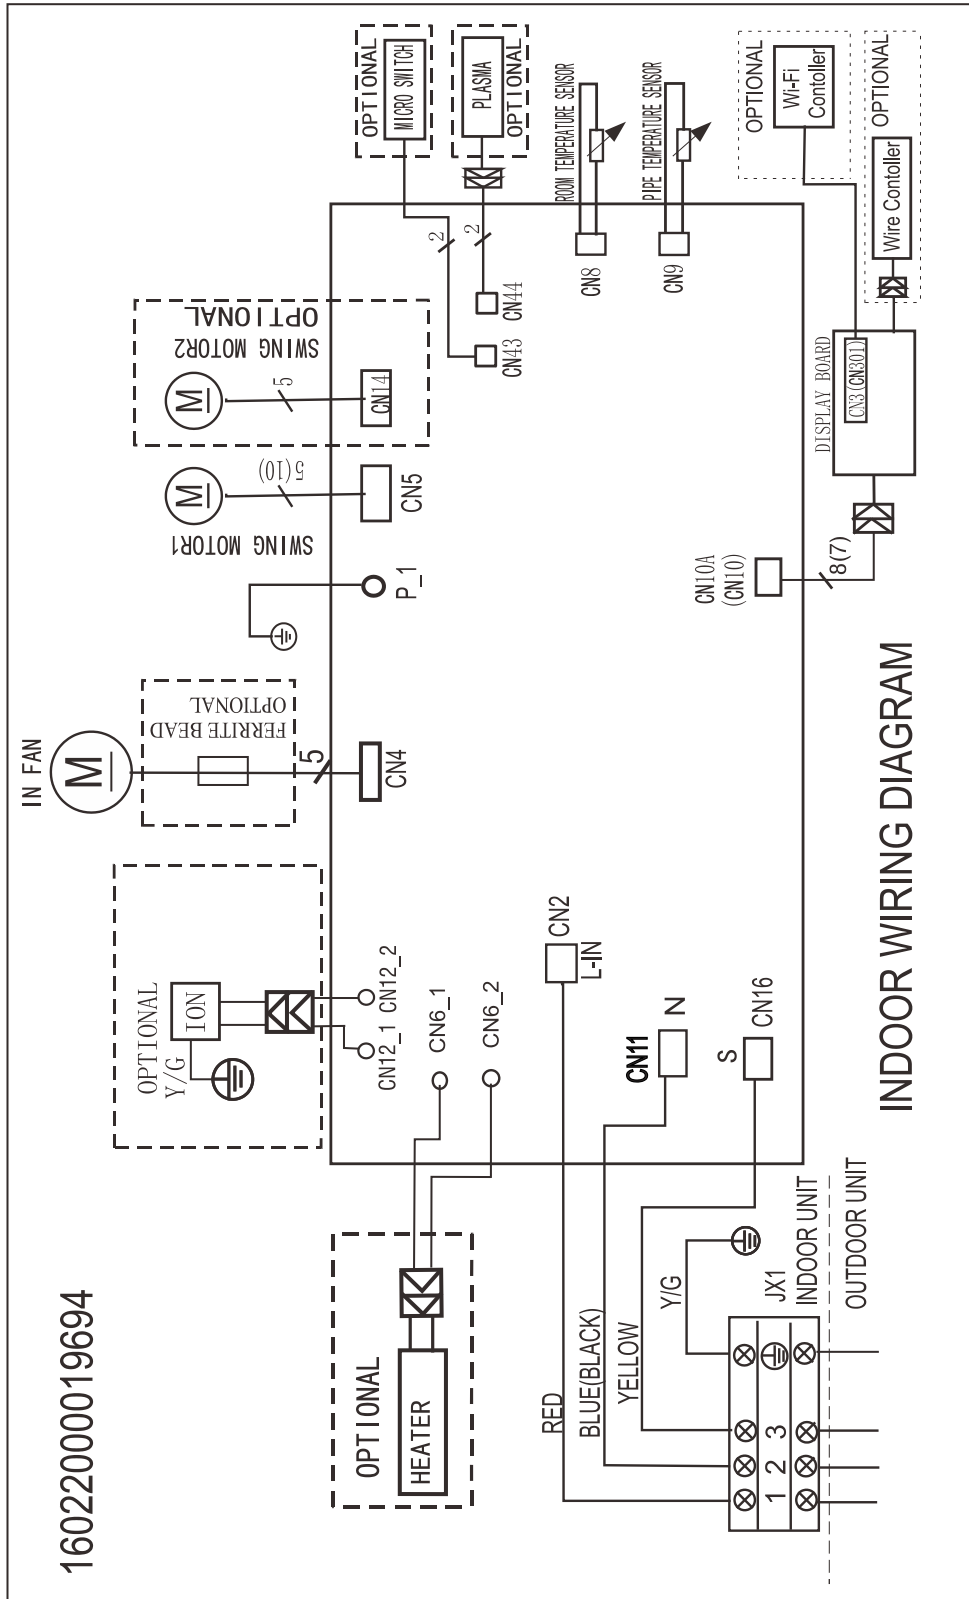 16022000019694
INDOOR WIRING DIAGRAM
OPTIONAL
HEATER
OPTIONAL
Y/G
ION
CN12_1
CN12_2
CN6_1
CN6_2
IN FAN
M
FERRITE BEAD
OPTIONAL
5
CN4
P_1
SWING MOTOR1
M
5(10)
CN5
SWING MOTOR2
OPTIONAL
M
5
CN14
OPTIONAL
MICRO SWITCH
2
CN43
PLASMA
OPTIONAL
2
CN44
ROOM TEMPERATURE SENSOR
CN8
PIPE TEMPERATURE SENSOR
CN9
OPTIONAL
Wi-Fi
Contoller
OPTIONAL
Wire Contoller
DISPLAY BOARD
CN3(CN301)
CN10A
(CN10)
8(7)
CN2
L-IN
CN11
N
S
CN16
RED
BLUE(BLACK)
YELLOW
Y/G
JX1
INDOOR UNIT
OUTDOOR UNIT
1 2 3